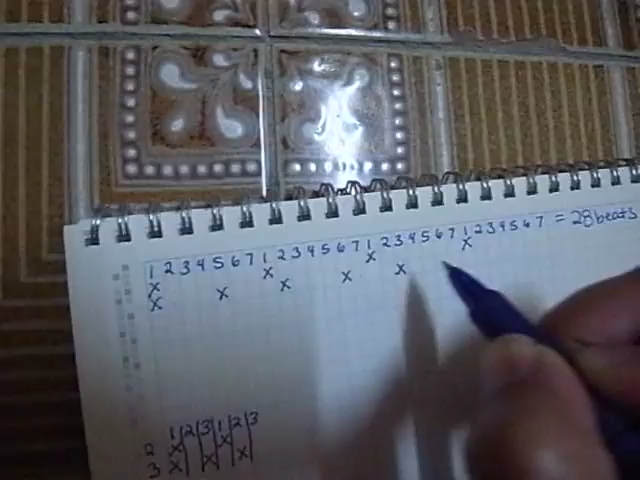 1 2 3 4 5 6 7 1 2 3 4 5 6 7 1 2 3 4 5 6 7 1 2 3 4 5 6 7 = 28 beats
X X X X
X X X X X
1 2 3 1 2 3
2 X X
3 X X X